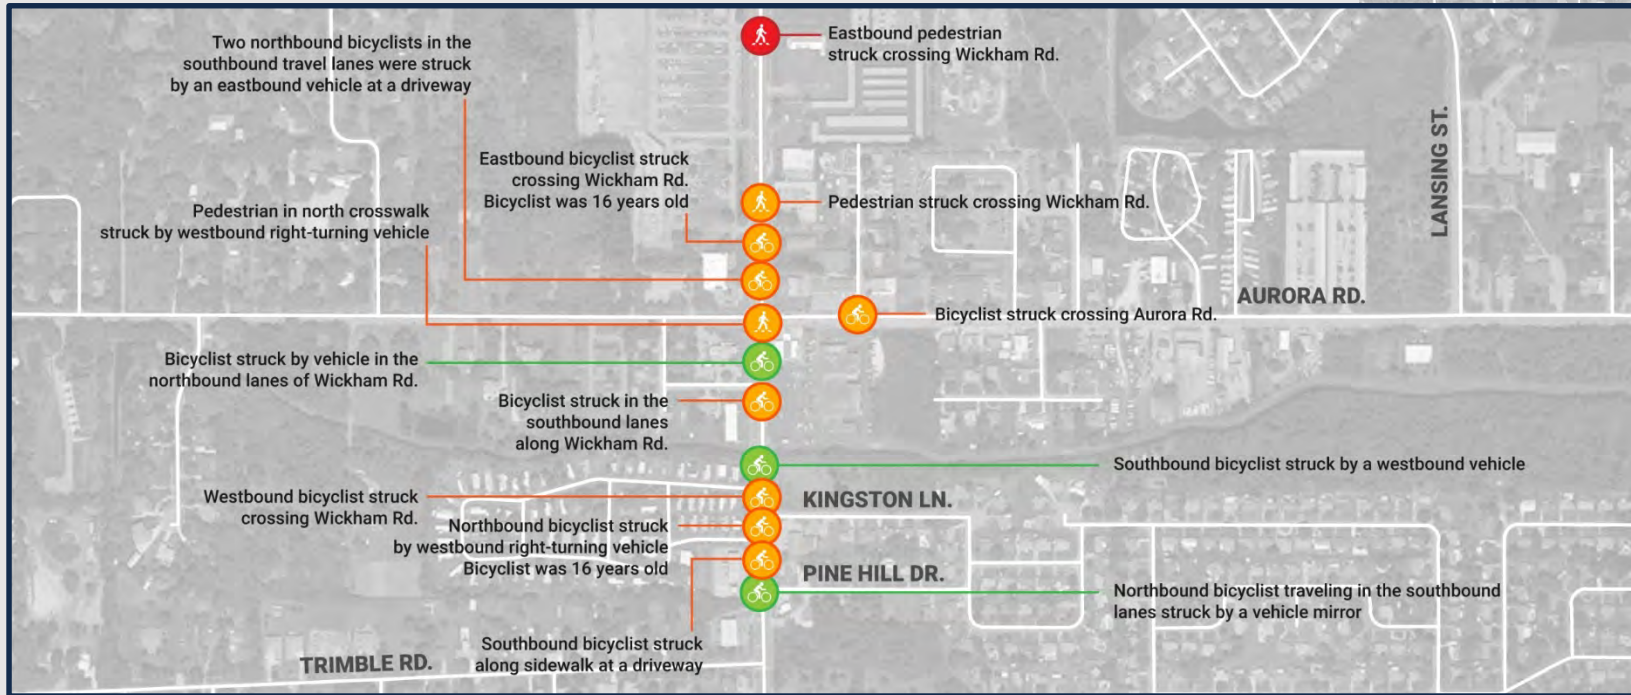 Two northbound bicyclists in the
southbound travel lanes were struck
by an eastbound vehicle at a driveway
Eastbound pedestrian
struck crossing Wickham Rd.
Eastbound bicyclist struck
crossing Wickham Rd.
Bicyclist was 16 years old
LANSING ST.
Pedestrian in north crosswalk
struck by westbound right-turning vehicle
Pedestrian struck crossing Wickham Rd.
AURORA RD.
Bicyclist struck crossing Aurora Rd.
Bicyclist struck by vehicle in the
northbound lanes of Wickham Rd.
Bicyclist struck in the
southbound lanes
along Wickham Rd.
Southbound bicyclist struck by a westbound vehicle
Westbound bicyclist struck
crossing Wickham Rd.
KINGSTON LN.
Northbound bicyclist struck
by westbound right-turning vehicle
Bicyclist was 16 years old
PINE HILL DR.
Northbound bicyclist traveling in the southbound
lanes struck by a vehicle mirror
Southbound bicyclist struck
along sidewalk at a driveway
TRIMBLE RD.